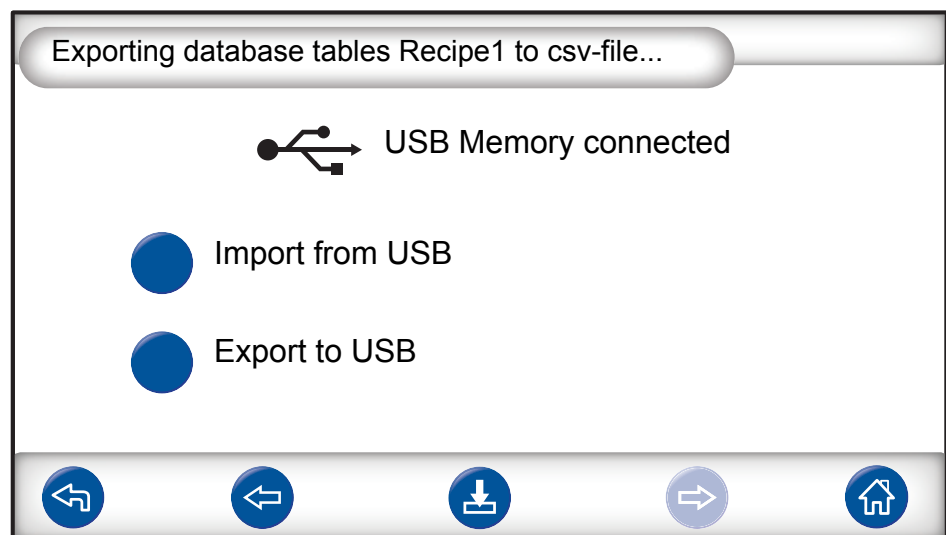 Exporting database tables Recipe1 to csv-file...
USB Memory connected
Import from USB
Export to USB